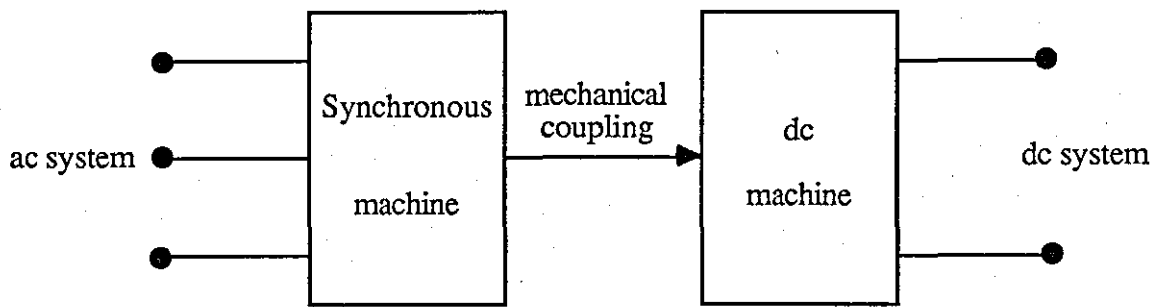 ac system
Synchronous
machine
mechanical
coupling
dc
machine
dc system